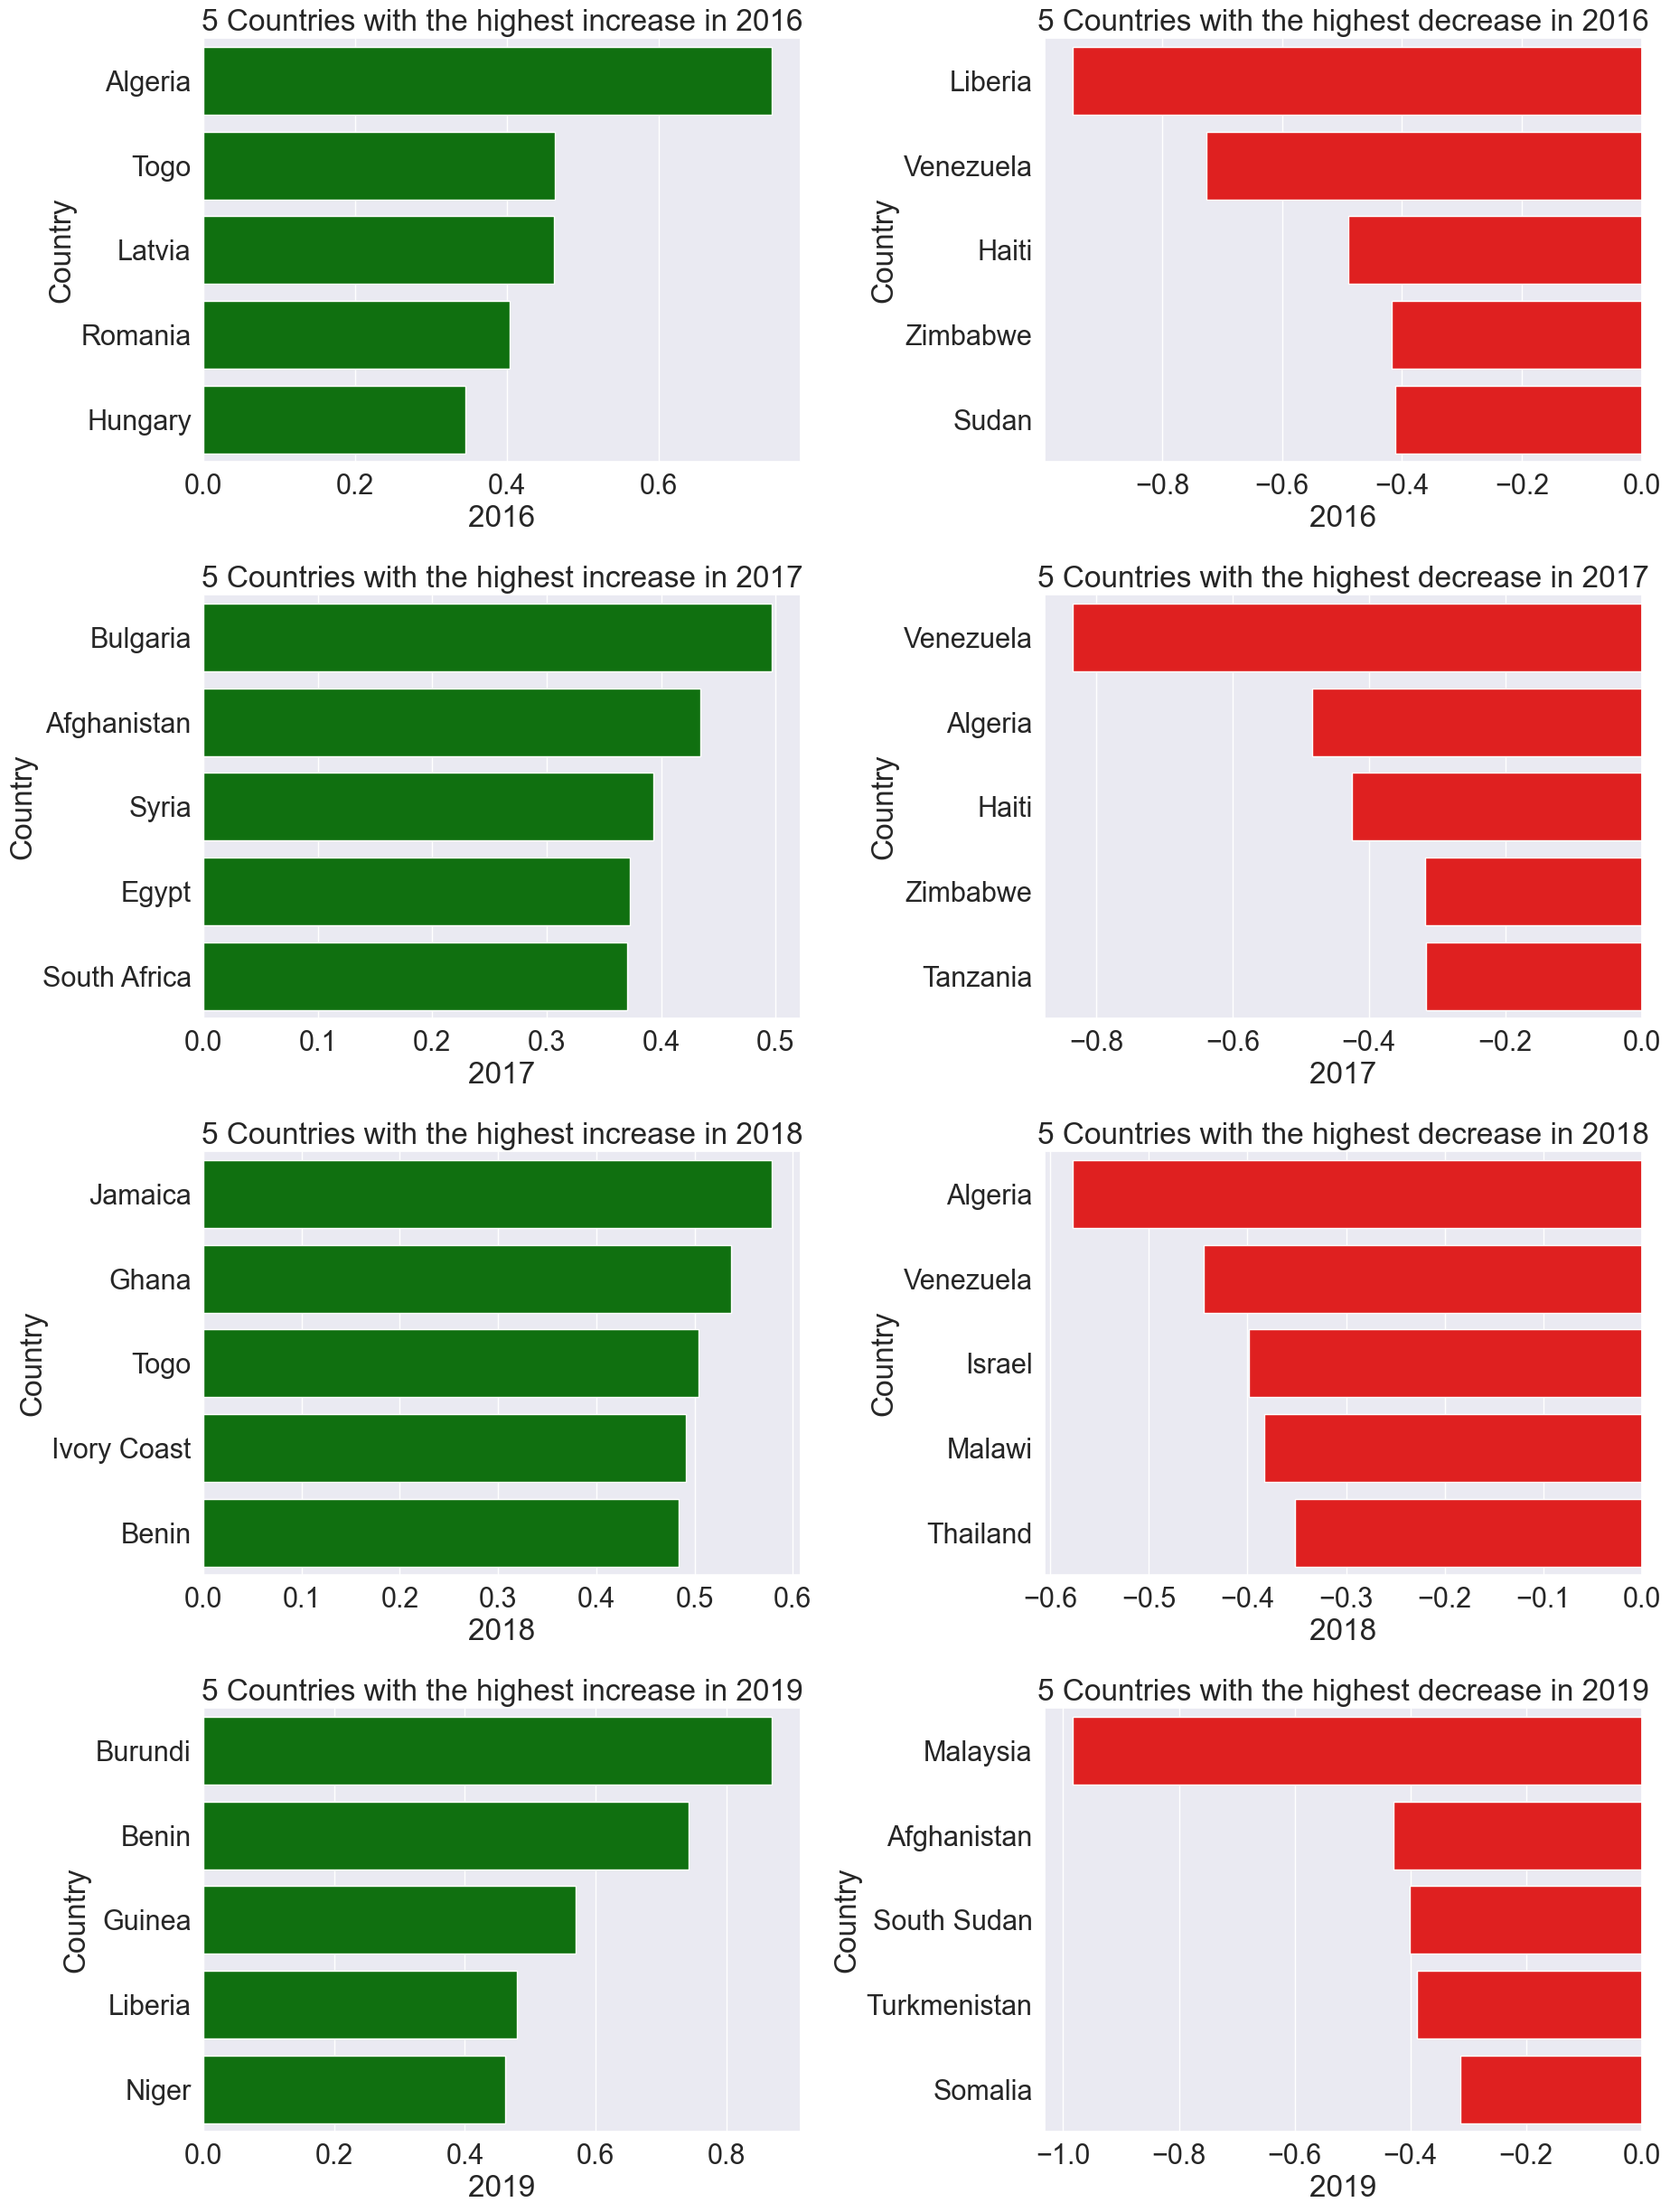 5 Countries with the highest increase in 2016
Country
Algeria
Togo
Latvia
Romania
Hungary
0.0 0.2 0.4 0.6
2016
5 Countries with the highest decrease in 2016
Country
Liberia
Venezuela
Haiti
Zimbabwe
Sudan
−0.8 −0.6 −0.4 −0.2 0.0
2016
5 Countries with the highest increase in 2017
Country
Bulgaria
Afghanistan
Syria
Egypt
South Africa
0.0 0.1 0.2 0.3 0.4 0.5
2017
5 Countries with the highest decrease in 2017
Country
Venezuela
Algeria
Haiti
Zimbabwe
Tanzania
−0.8 −0.6 −0.4 −0.2 0.0
2017
5 Countries with the highest increase in 2018
Country
Jamaica
Ghana
Togo
Ivory Coast
Benin
0.0 0.1 0.2 0.3 0.4 0.5 0.6
2018
5 Countries with the highest decrease in 2018
Country
Algeria
Venezuela
Israel
Malawi
Thailand
−0.6 −0.5 −0.4 −0.3 −0.2 −0.1 0.0
2018
5 Countries with the highest increase in 2019
Country
Burundi
Benin
Guinea
Liberia
Niger
0.0 0.2 0.4 0.6 0.8
2019
5 Countries with the highest decrease in 2019
Country
Malaysia
Afghanistan
South Sudan
Turkmenistan
Somalia
−1.0 −0.8 −0.6 −0.4 −0.2 0.0
2019